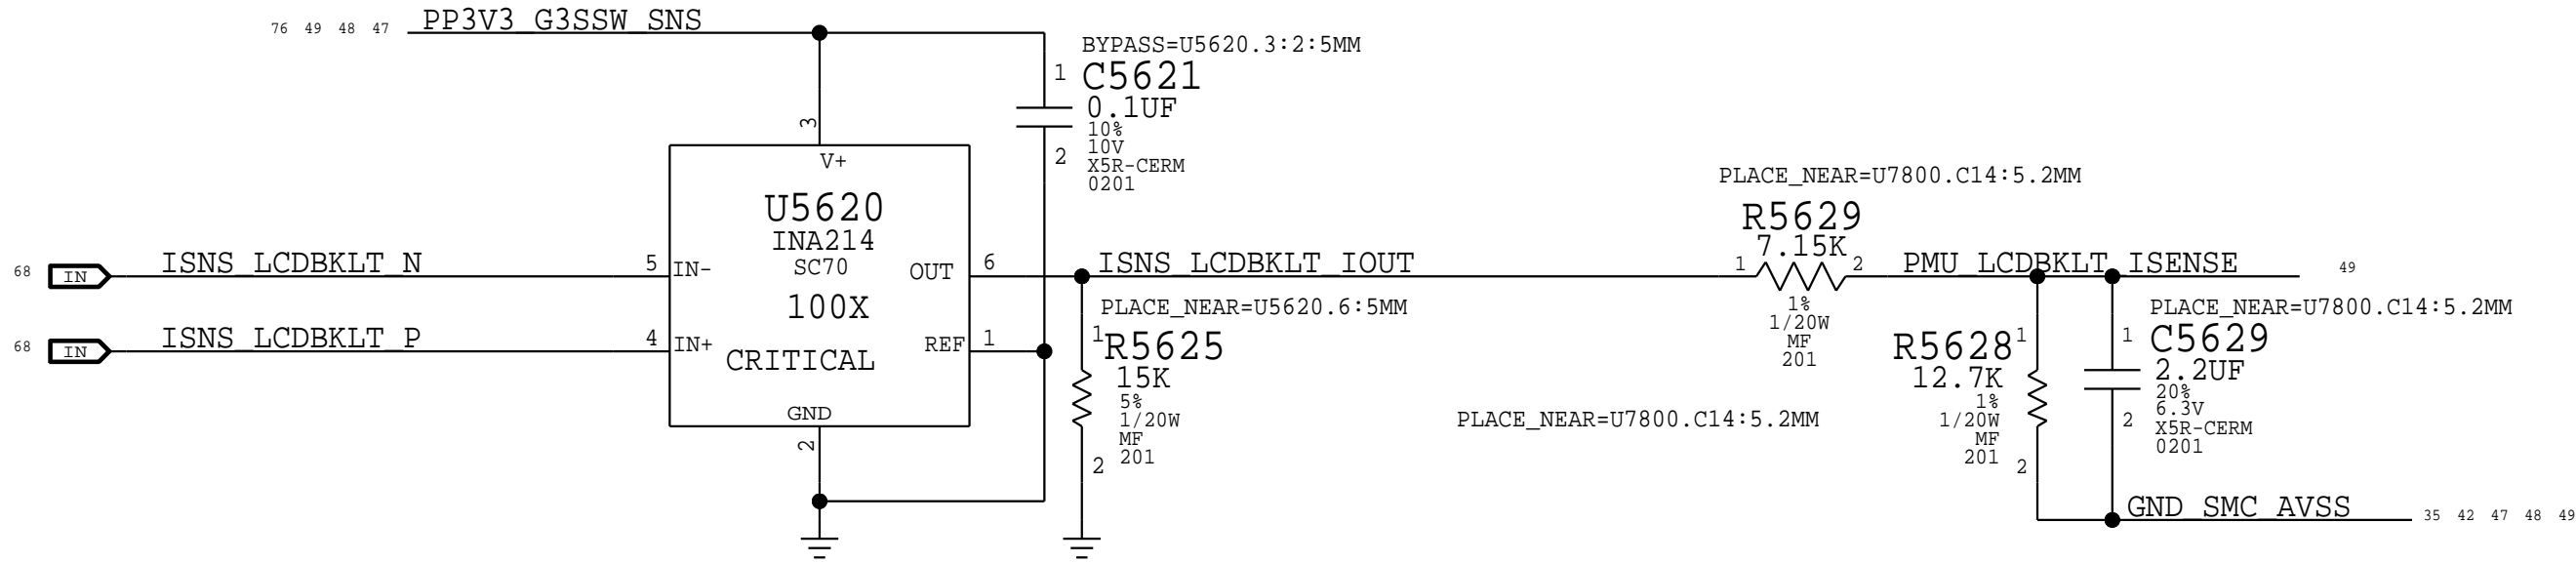 76 49 48 47 PP3V3_G3SSW_SNS
BYPASS=U5620.3:2:5MM
1
C5621
0.1UF
10%
10V
X5R-CERM
0201
2
3
V+
U5620
INA214
SC70
100X
CRITICAL
68 IN ISNS_LCDBKLT_N 5 IN-
68 IN ISNS_LCDBKLT_P 4 IN+
OUT 6 ISNS_LCDBKLT_IOUT
REF 1
GND
2
PLACE_NEAR=U5620.6:5MM
1
R5625
15K
5%
1/20W
MF
201
2
PLACE_NEAR=U7800.C14:5.2MM
R5629
7.15K
1 2
1%
1/20W
MF
201
PMU_LCDBKLT_ISENSE 49
PLACE_NEAR=U7800.C14:5.2MM
R5628
1
12.7K
1%
1/20W
MF
201
2
PLACE_NEAR=U7800.C14:5.2MM
1
C5629
2.2UF
20%
6.3V
X5R-CERM
0201
2
GND_SMC_AVSS 35 42 47 48 49